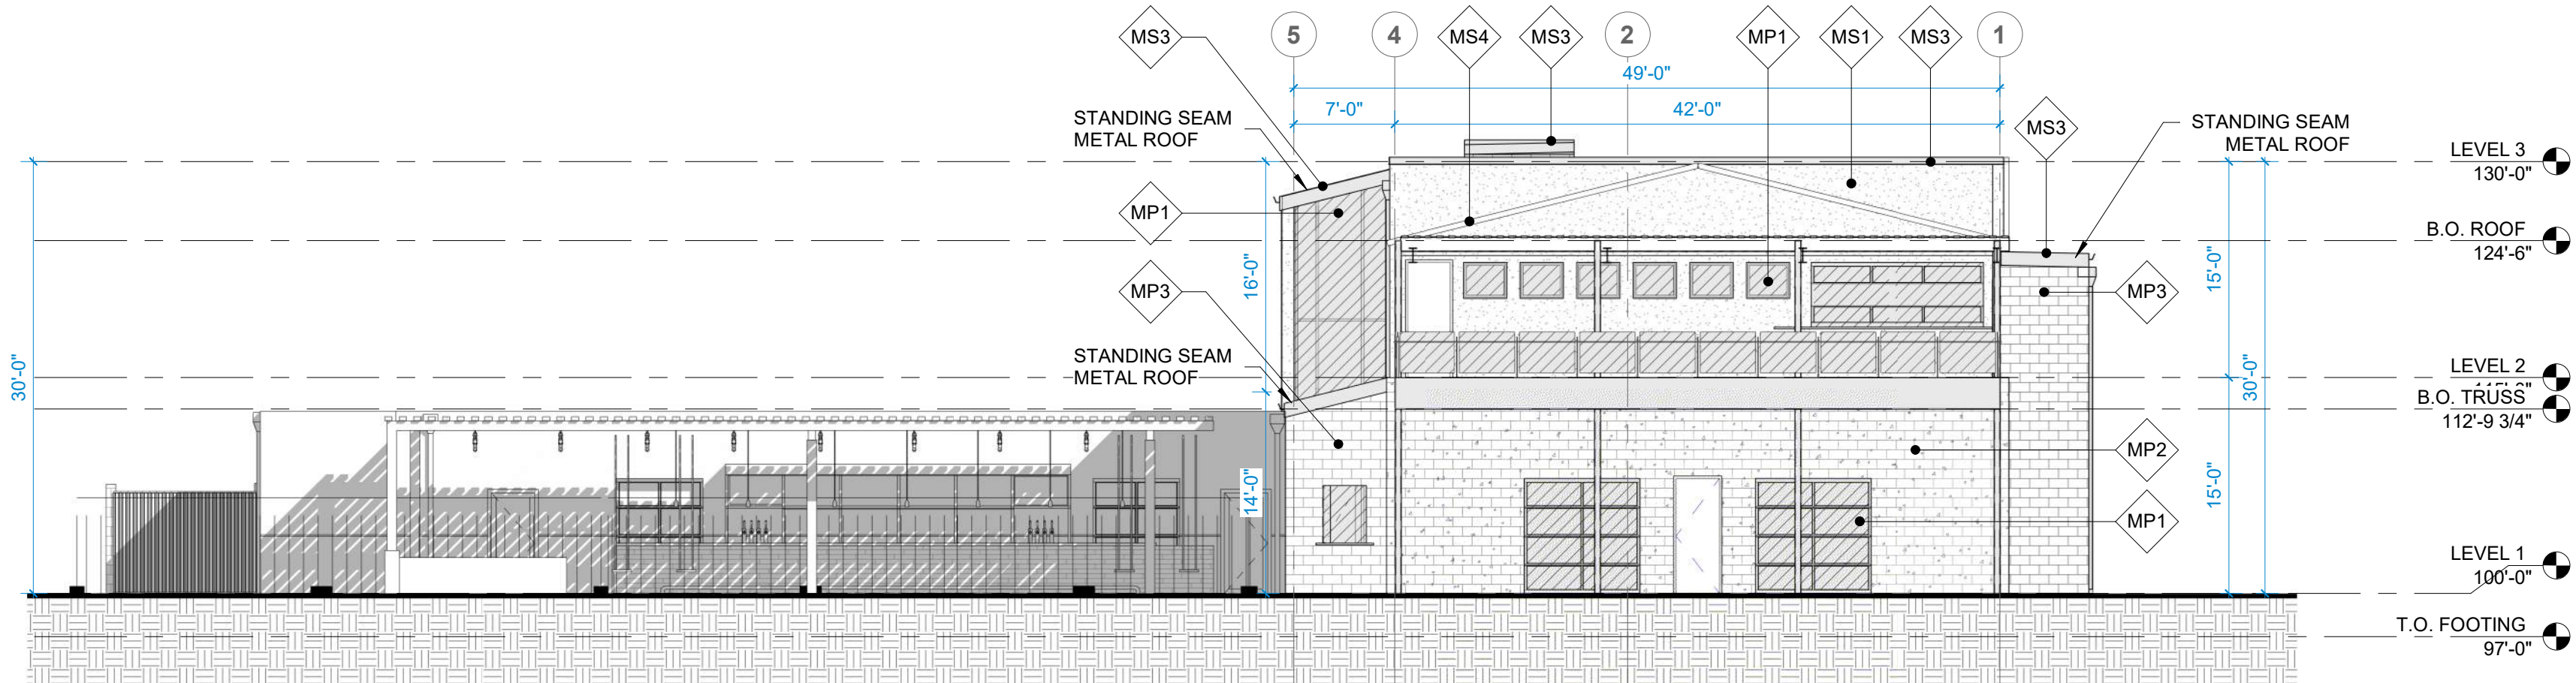 MS3
5
4
MS4
MS3
2
MP1
MS1
MS3
1
49'-0"
7'-0"
42'-0"
STANDING SEAM
METAL ROOF
MS3
STANDING SEAM
METAL ROOF
LEVEL 3
130'-0"
MP1
B.O. ROOF
124'-6"
16'-0"
15'-0"
MP3
MP3
STANDING SEAM
METAL ROOF
30'-0"
30'-0"
LEVEL 2
B.O. TRUSS
112'-9 3/4"
MP2
14'-0"
15'-0"
MP1
LEVEL 1
100'-0"
T.O. FOOTING
97'-0"